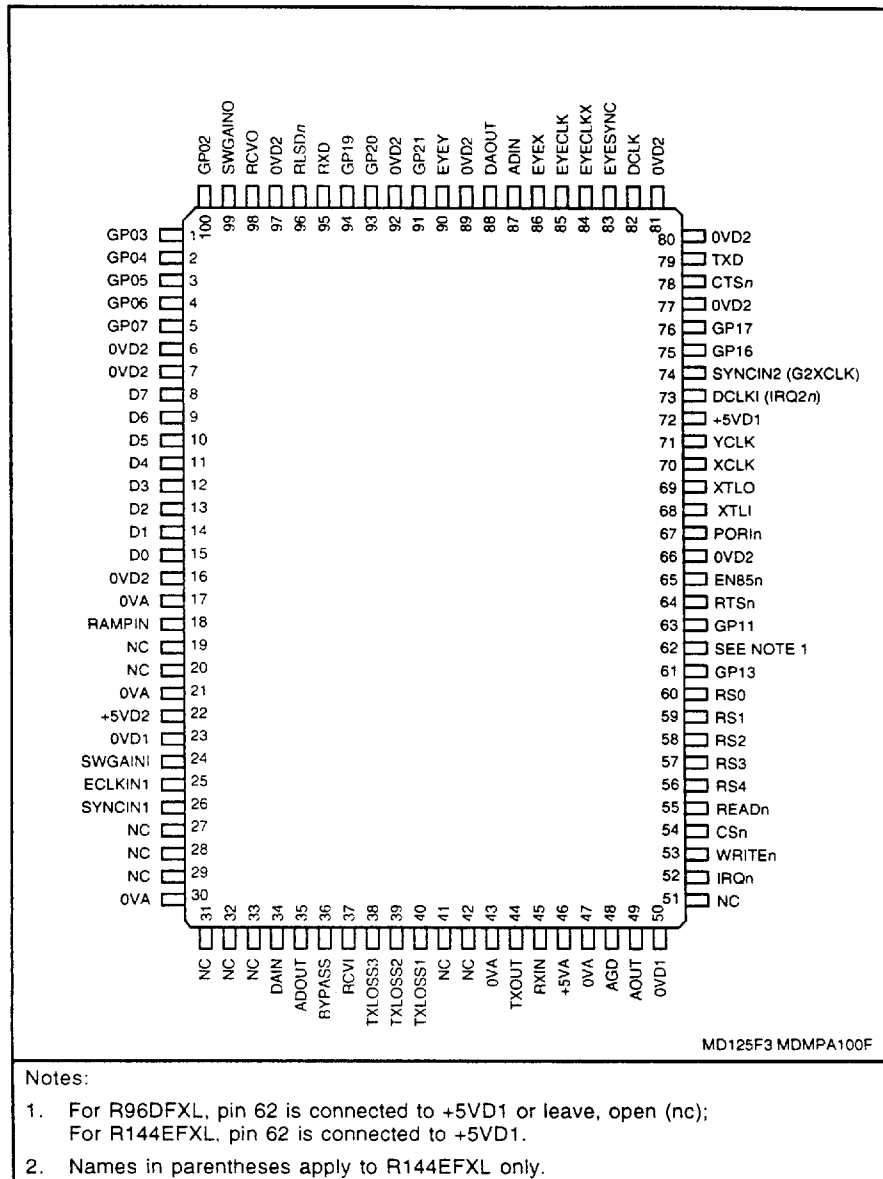 GP02
SWGAINO
RCVO
0VD2
RLSDn
RXD
GP19
GP20
0VD2
GP21
EYEY
0VD2
DAOUT
ADIN
EYEX
EYECLK
EYECLKX
EYESYNC
DCLK
0VD2
100
99
98
97
96
95
94
93
92
91
90
89
88
87
86
85
84
83
82
81
GP03 1
GP04 2
GP05 3
GP06 4
GP07 5
0VD2 6
0VD2 7
D7 8
D6 9
D5 10
D4 11
D3 12
D2 13
D1 14
D0 15
0VD2 16
0VA 17
RAMPIN 18
NC 19
NC 20
0VA 21
+5VD2 22
0VD1 23
SWGAINI 24
ECLKIN1 25
SYNCIN1 26
NC 27
NC 28
NC 29
0VA 30
80 0VD2
79 TXD
78 CTSn
77 0VD2
76 GP17
75 GP16
74 SYNCIN2 (G2XCLK)
73 DCLKI (IRQ2n)
72 +5VD1
71 YCLK
70 XCLK
69 XTLO
68 XTLI
67 PORIn
66 0VD2
65 EN85n
64 RTSn
63 GP11
62 SEE NOTE 1
61 GP13
60 RS0
59 RS1
58 RS2
57 RS3
56 RS4
55 READn
54 CSn
53 WRITEn
52 IRQn
51 NC
31
32
33
34
35
36
37
38
39
40
41
42
43
44
45
46
47
48
49
50
NC
NC
NC
DAIN
ADOUT
BYPASS
RCVI
TXLOSS3
TXLOSS2
TXLOSS1
NC
NC
0VA
TXOUT
RXIN
+5VA
0VA
AGD
AOUT
0VD1
MD125F3 MDMPA100F
Notes:
1. For R96DFXL, pin 62 is connected to +5VD1 or leave, open (nc);
For R144EFXL, pin 62 is connected to +5VD1.
2. Names in parentheses apply to R144EFXL only.